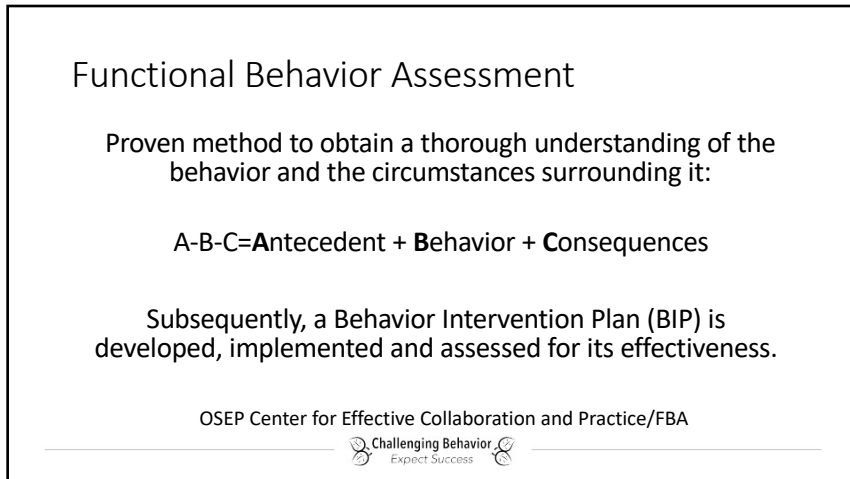 Functional Behavior Assessment
Proven method to obtain a thorough understanding of the
behavior and the circumstances surrounding it:
A-B-C=Antecedent + Behavior + Consequences
Subsequently, a Behavior Intervention Plan (BIP) is
developed, implemented and assessed for its effectiveness.
OSEP Center for Effective Collaboration and Practice/FBA
Challenging Behavior
Expect Success